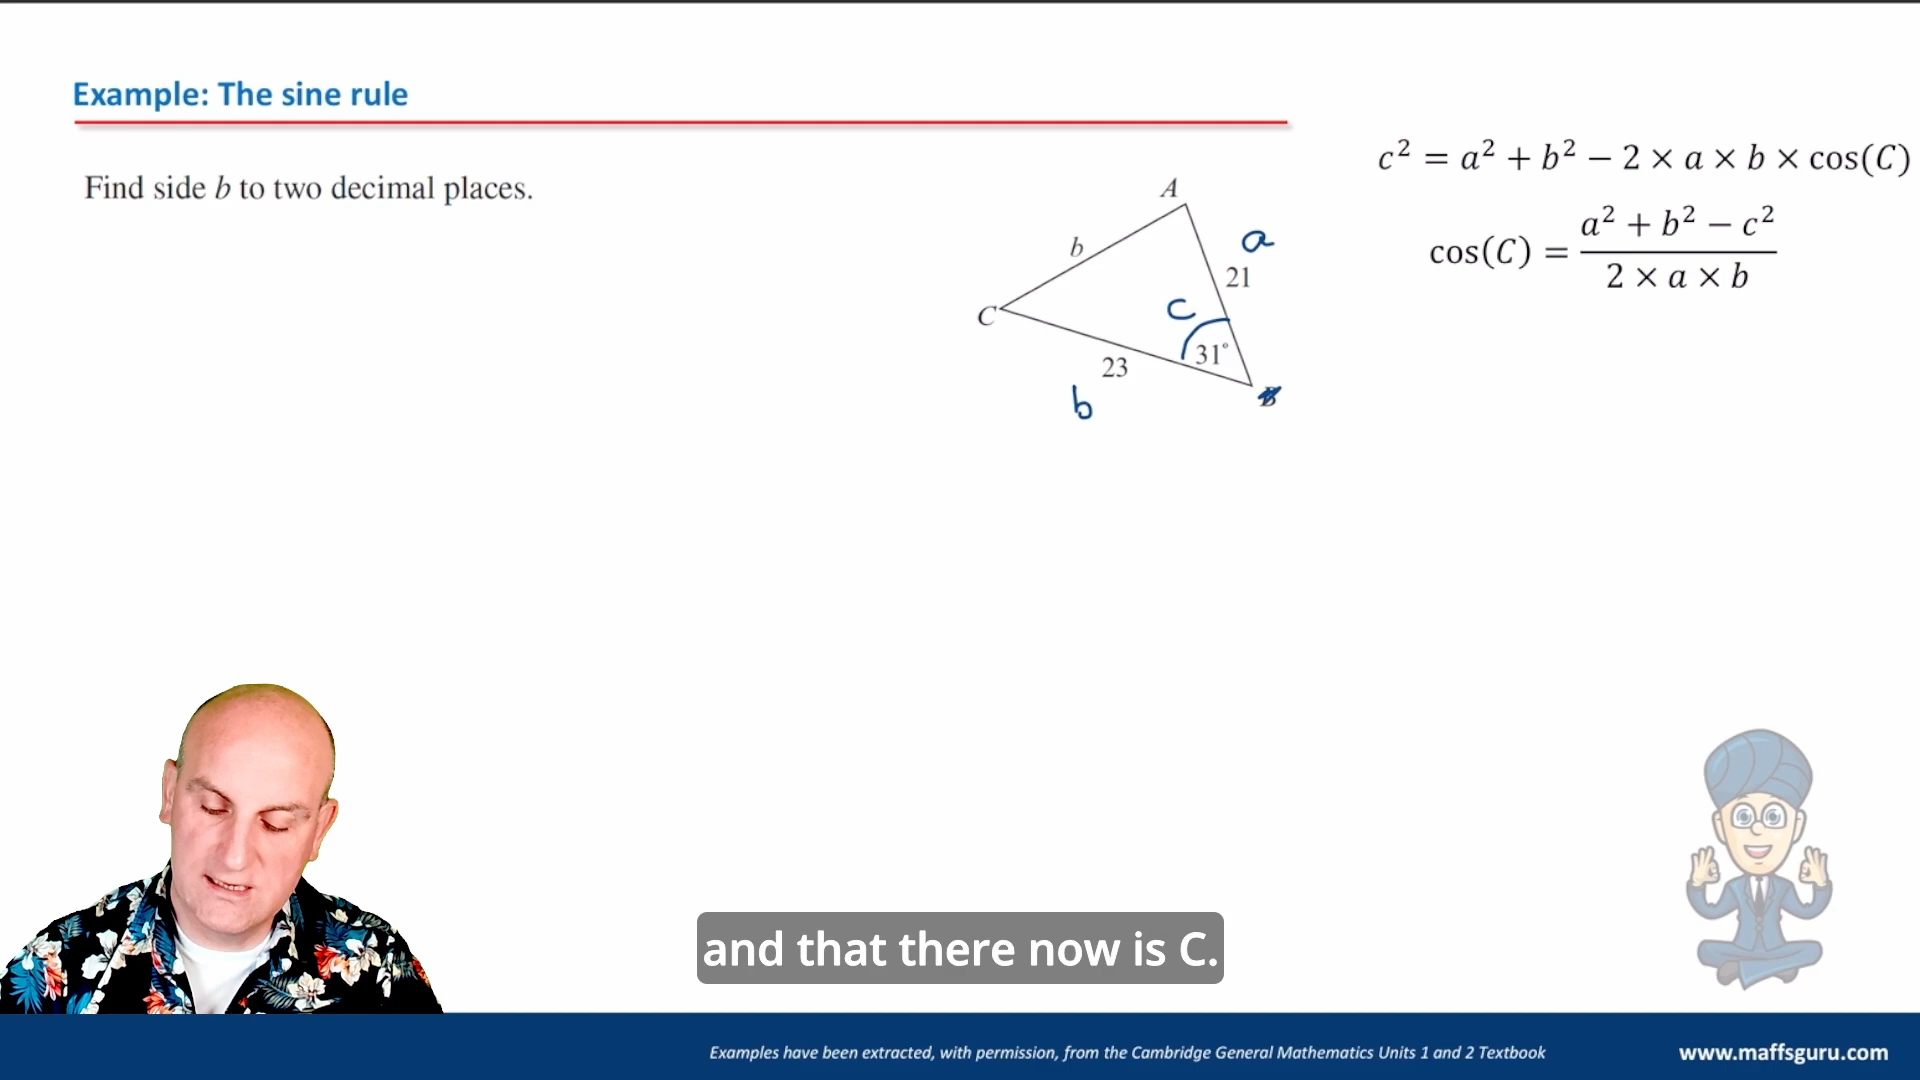 Example: The sine rule
Find side b to two decimal places.
c² = a² + b² − 2 × a × b × cos(C)
cos(C) = (a² + b² − c²) / (2 × a × b)
A
b
a
21
C
C
31°
23
b
and that there now is C.
Examples have been extracted, with permission, from the Cambridge General Mathematics Units 1 and 2 Textbook
www.maffsguru.com